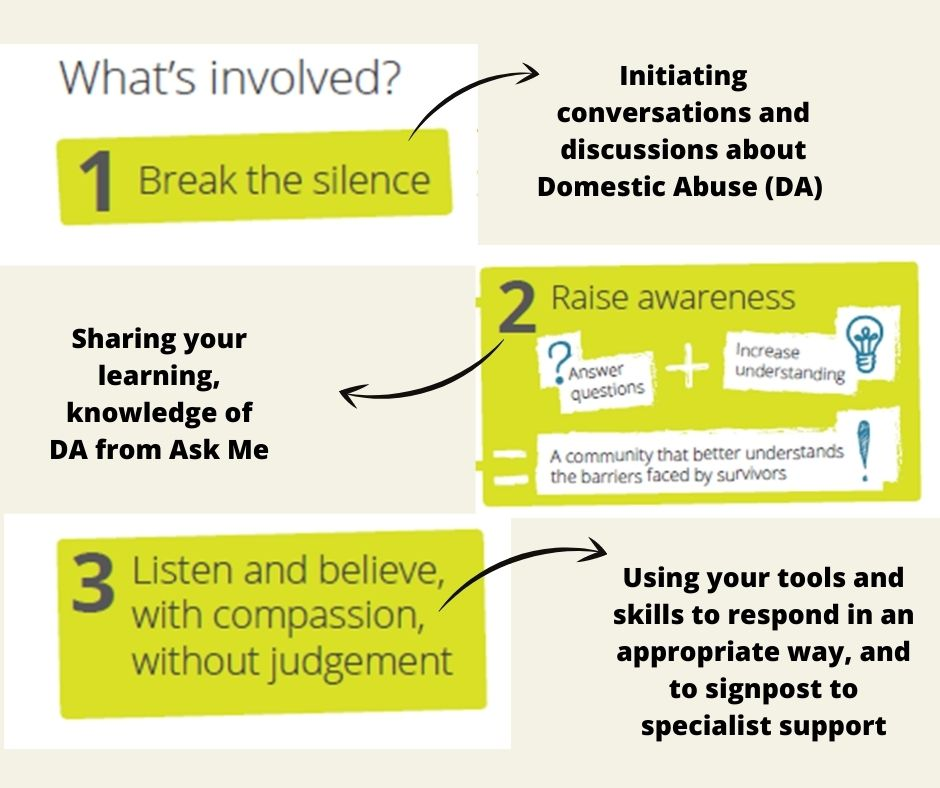 What's involved?
1 Break the silence
Initiating
conversations and
discussions about
Domestic Abuse (DA)
2 Raise awareness
? Answer
questions
+
Increase
understanding
= A community that better understands
the barriers faced by survivors
!
Sharing your
learning,
knowledge of
DA from Ask Me
3 Listen and believe,
with compassion,
without judgement
Using your tools and
skills to respond in an
appropriate way, and
to signpost to
specialist support